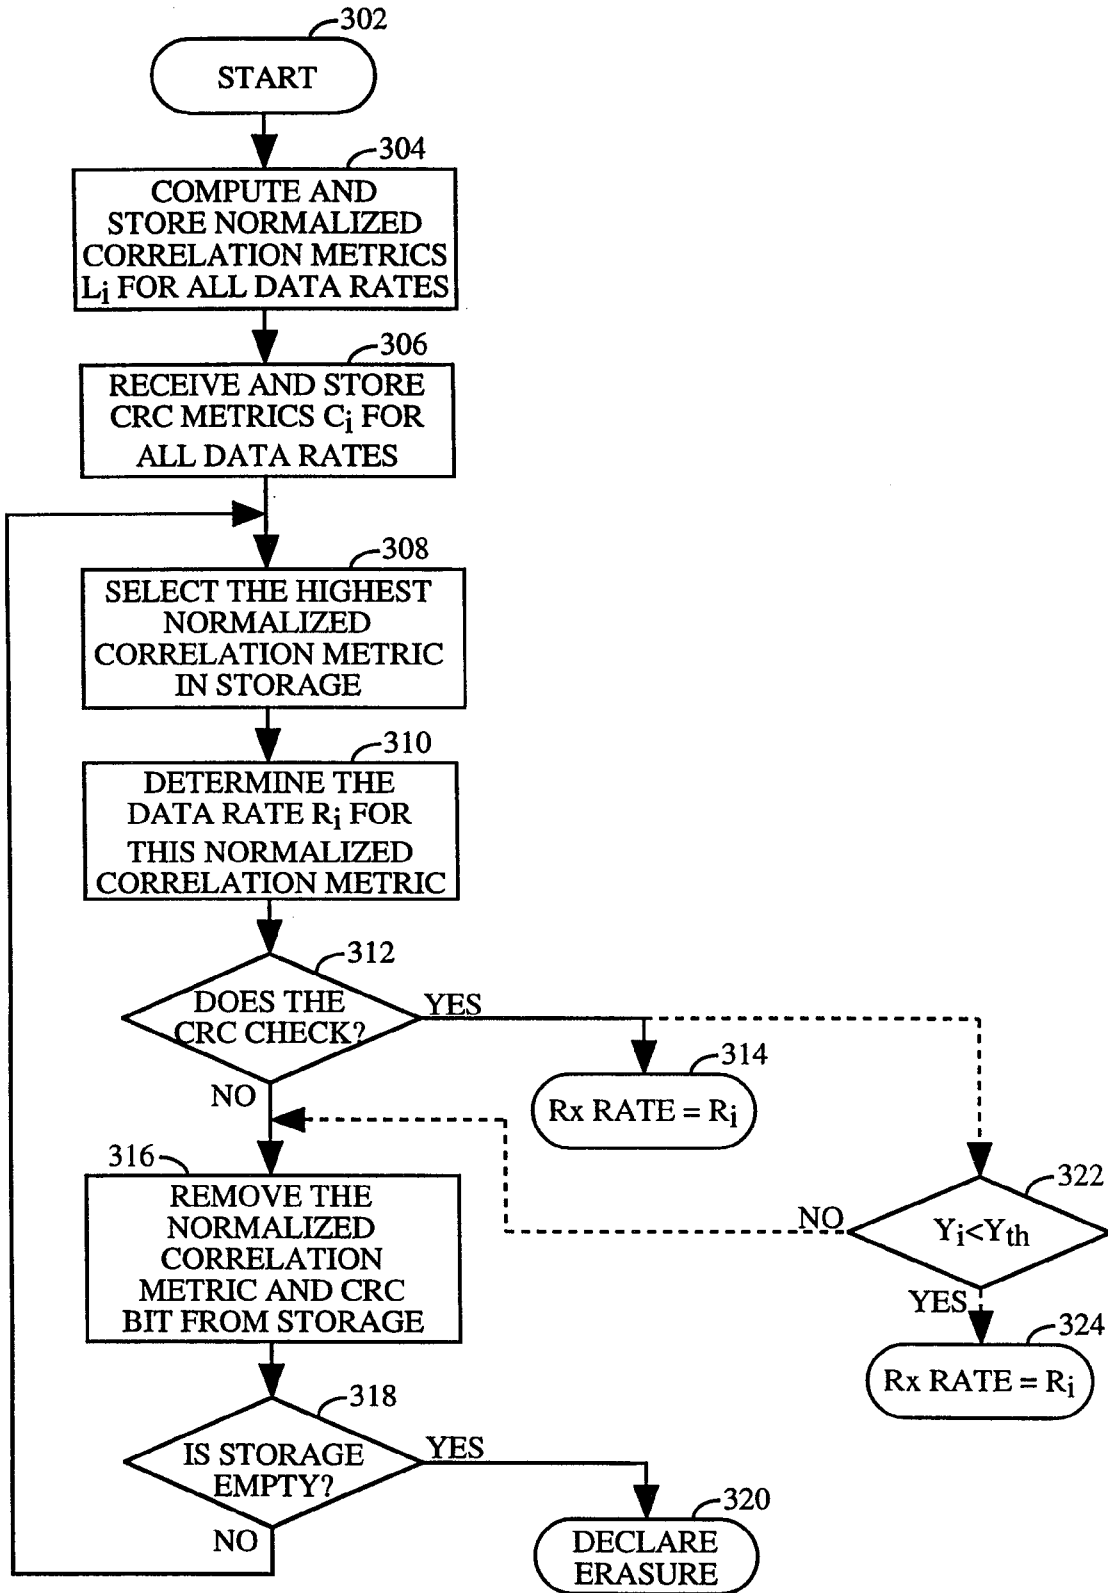 302
START
304
COMPUTE AND
STORE NORMALIZED
CORRELATION METRICS
Li FOR ALL DATA RATES
306
RECEIVE AND STORE
CRC METRICS Ci FOR
ALL DATA RATES
308
SELECT THE HIGHEST
NORMALIZED
CORRELATION METRIC
IN STORAGE
310
DETERMINE THE
DATA RATE Ri FOR
THIS NORMALIZED
CORRELATION METRIC
312
DOES THE
CRC CHECK?
YES
NO
314
Rx RATE = Ri
316
REMOVE THE
NORMALIZED
CORRELATION
METRIC AND CRC
BIT FROM STORAGE
322
Yi<Yth
NO
YES
324
Rx RATE = Ri
318
IS STORAGE
EMPTY?
YES
NO
320
DECLARE
ERASURE